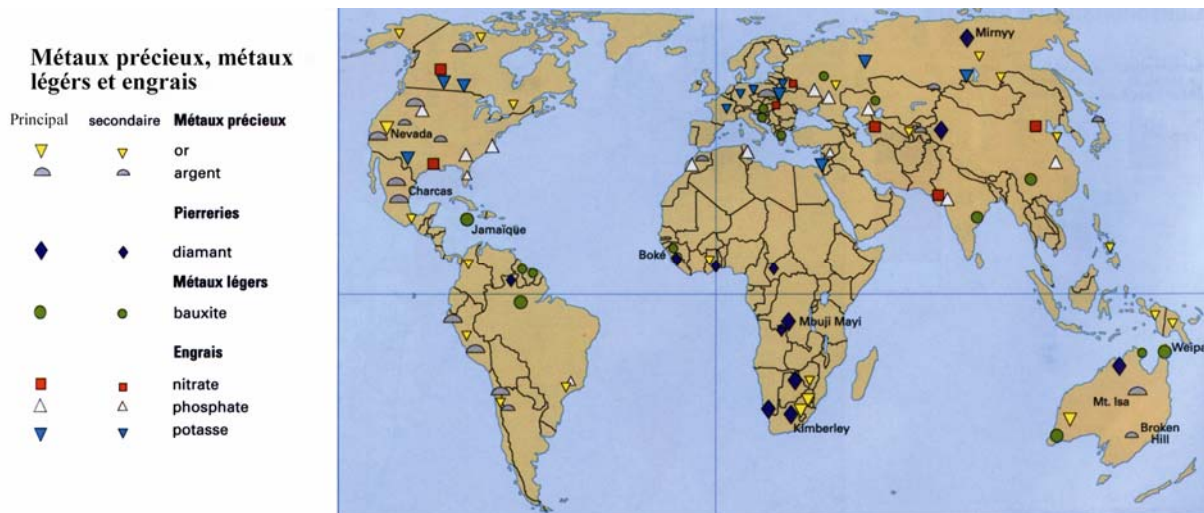 Métaux précieux, métaux
légérs et engrais
Principal secondaire Métaux précieux
or
argent
Pierreries
diamant
Métaux légers
bauxite
Engrais
nitrate
phosphate
potasse
Mirnyy
Nevada
Charcas
Jamaïque
Boké
Mbuji Mayi
Kimberley
Weipa
Mt. Isa
Broken
Hill